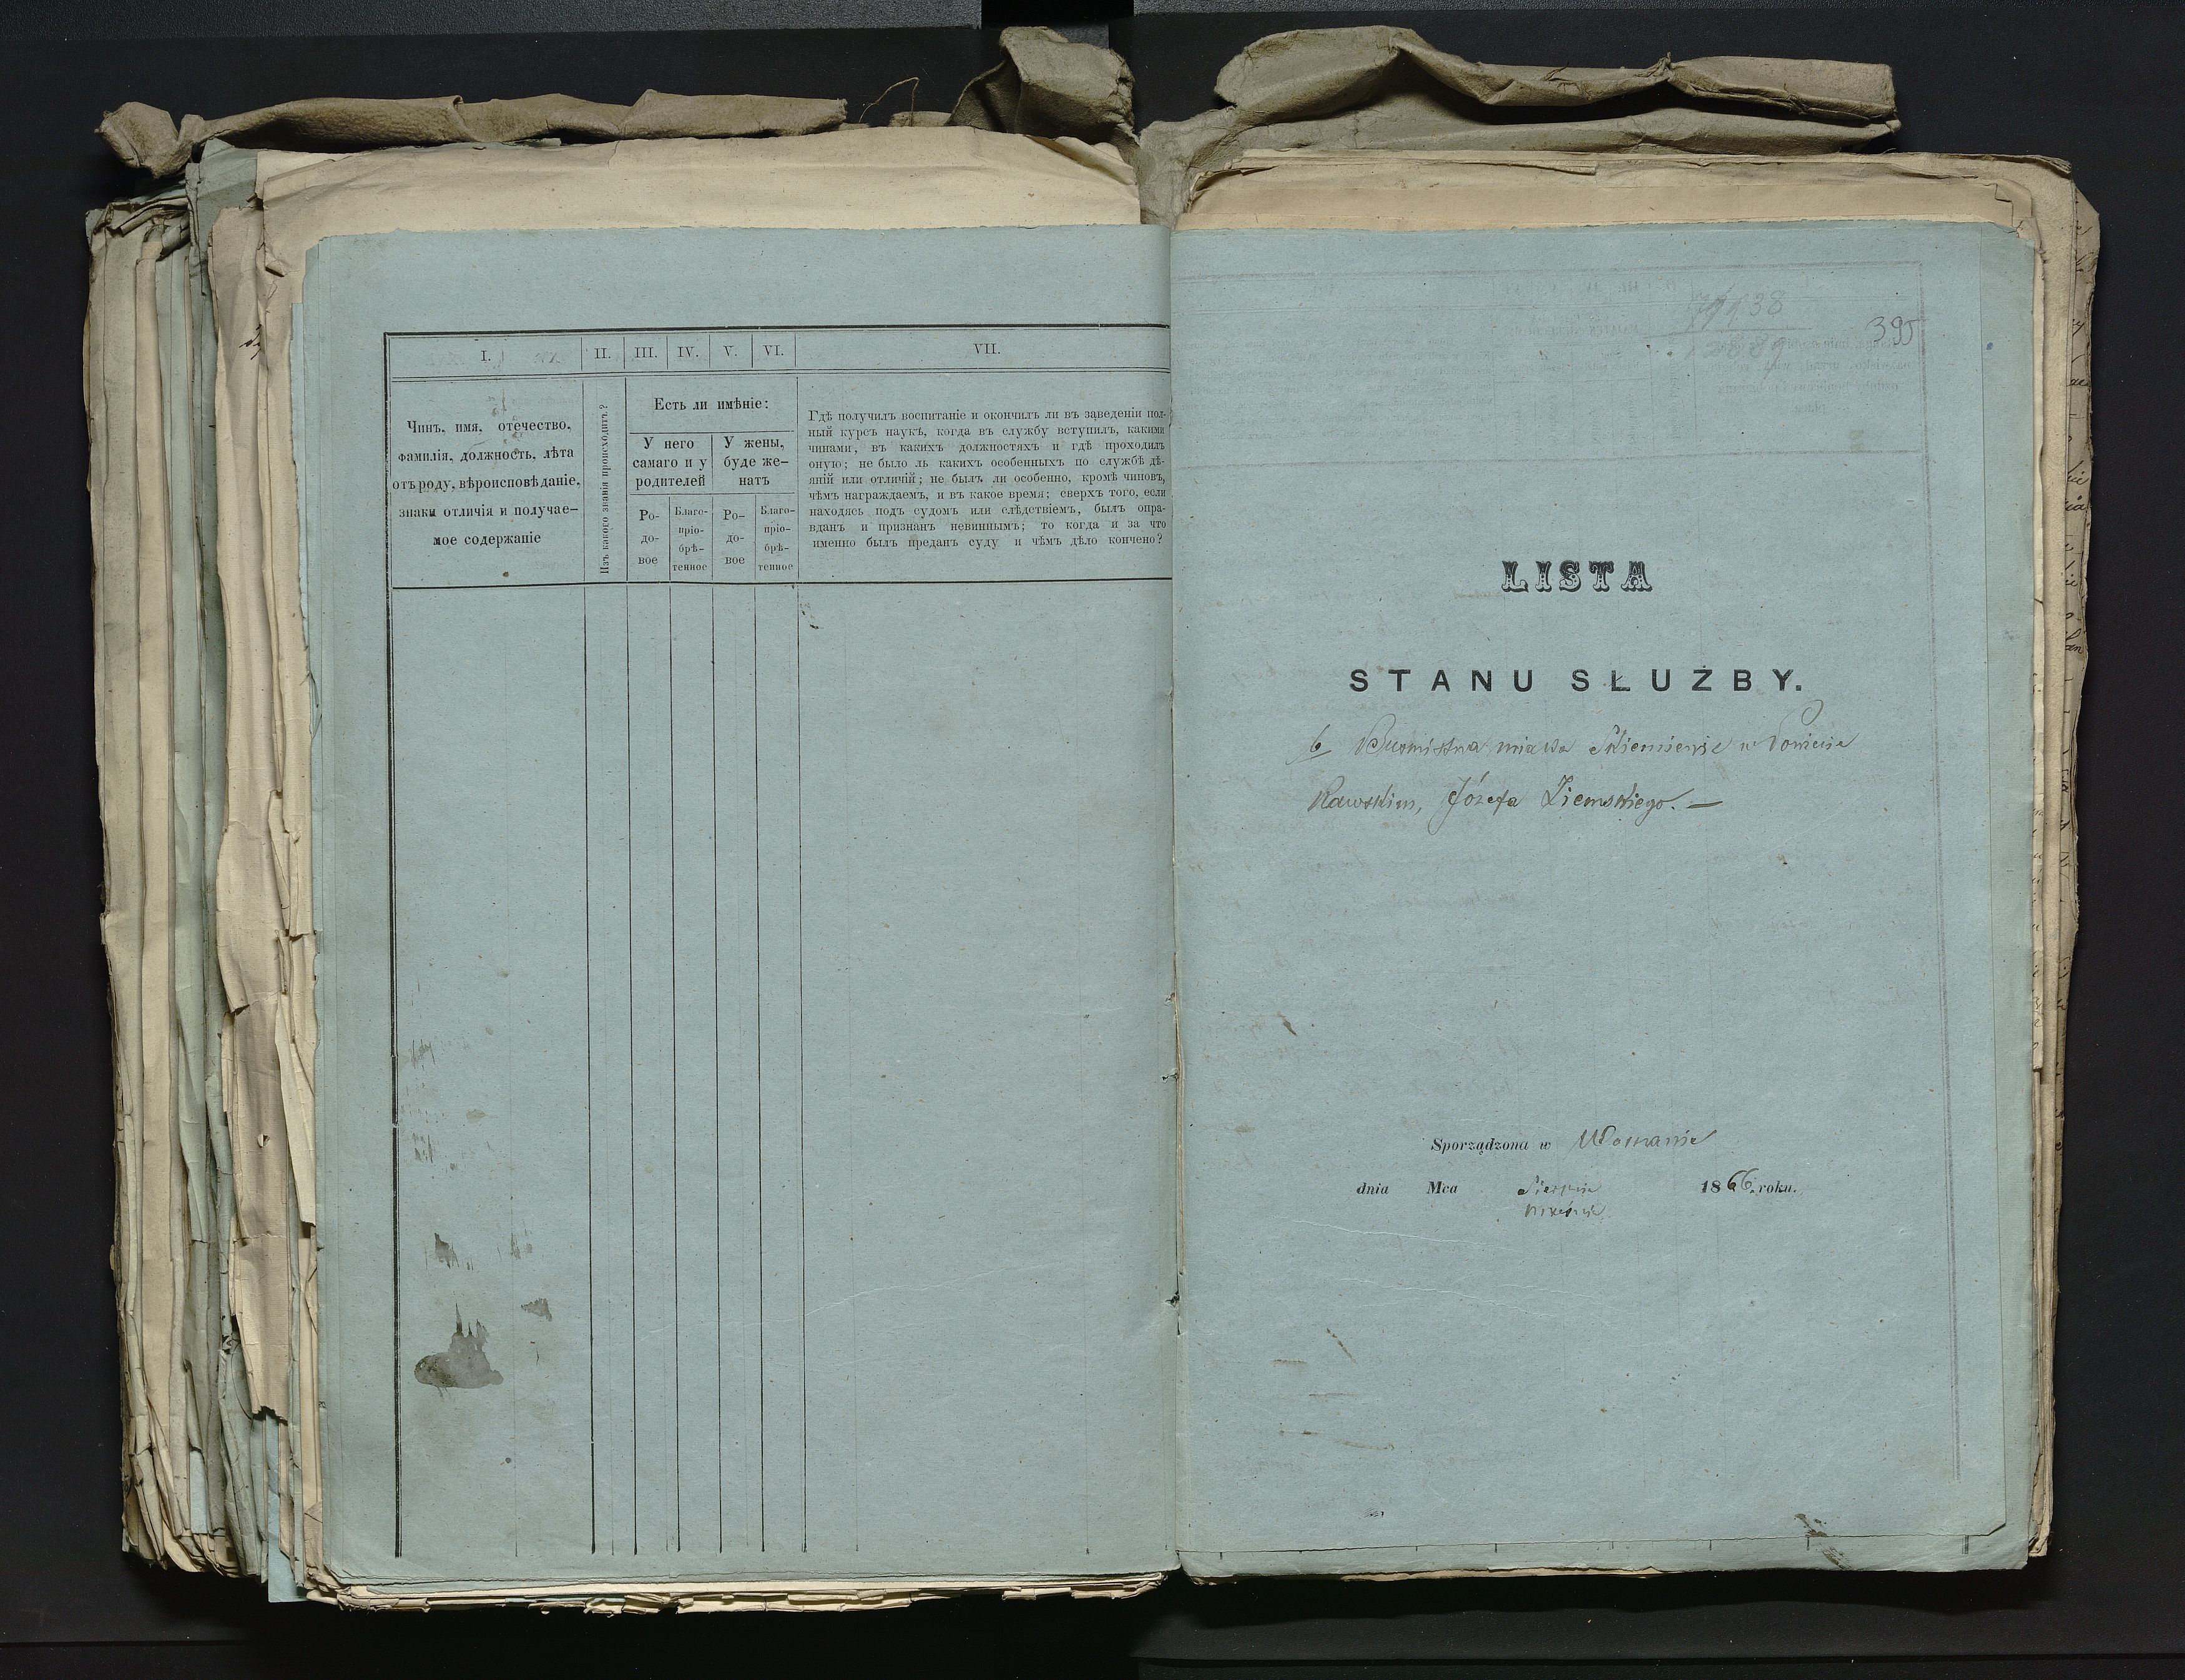 I. II. III. IV. V. VI. VII.
Чинъ, имя, отечество,
фамилія, должность, лѣта
отъ роду, вѣроисповѣданіе,
знаки отличія и получае-
мое содержаніе
Изъ какого званія происходитъ?
Есть ли имѣніе:
У него
самаго и у
родителей
У жены,
буде же-
натъ
Ро-
до-
вое
Благо-
пріо-
брѣ-
тенное
Ро-
до-
вое
Благо-
пріо-
брѣ-
тенное
Гдѣ получилъ воспитаніе и окончилъ ли въ заведеніи пол-
ный курсъ наукъ, когда въ службу вступилъ, какими
чинами, въ какихъ должностяхъ и гдѣ проходилъ
оную; не было ль какихъ особенныхъ по службѣ дѣ-
яній или отличій; не былъ ли особенно, кромѣ чиновъ,
чѣмъ награждаемъ, и въ какое время; сверхъ того, если
находясь подъ судомъ или слѣдствіемъ, былъ опра-
вданъ и признанъ невиннымъ; то когда и за что
именно былъ преданъ суду и чѣмъ дѣло кончено?
395
LISTA
STANU SŁUŻBY.
b Burmistrza miasta Skierniewic w Powiecie
Rawskim, Józefa Ziemskiego. —
Sporządzona w
dnia Mca Sierpnia 1866 roku.
Września